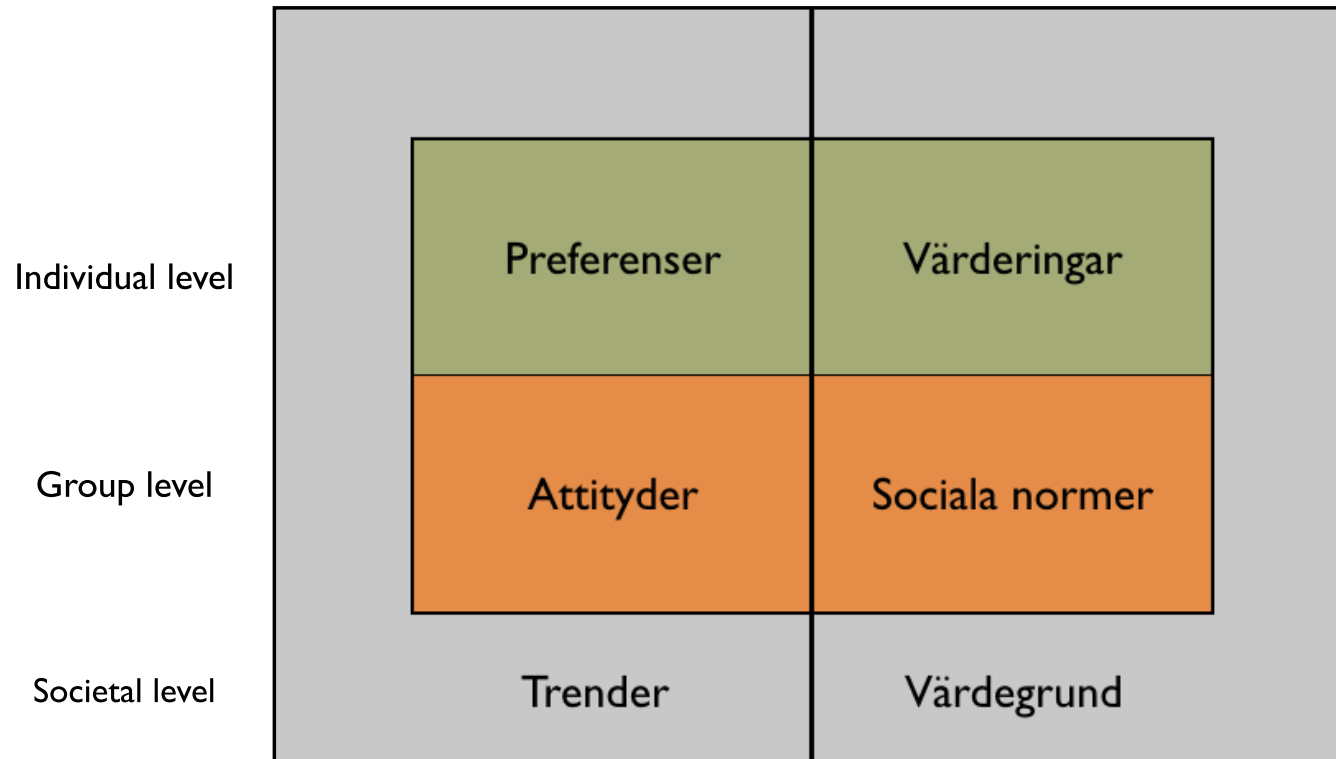 Preferenser
Värderingar
Individual level
Attityder
Sociala normer
Group level
Trender
Värdegrund
Societal level